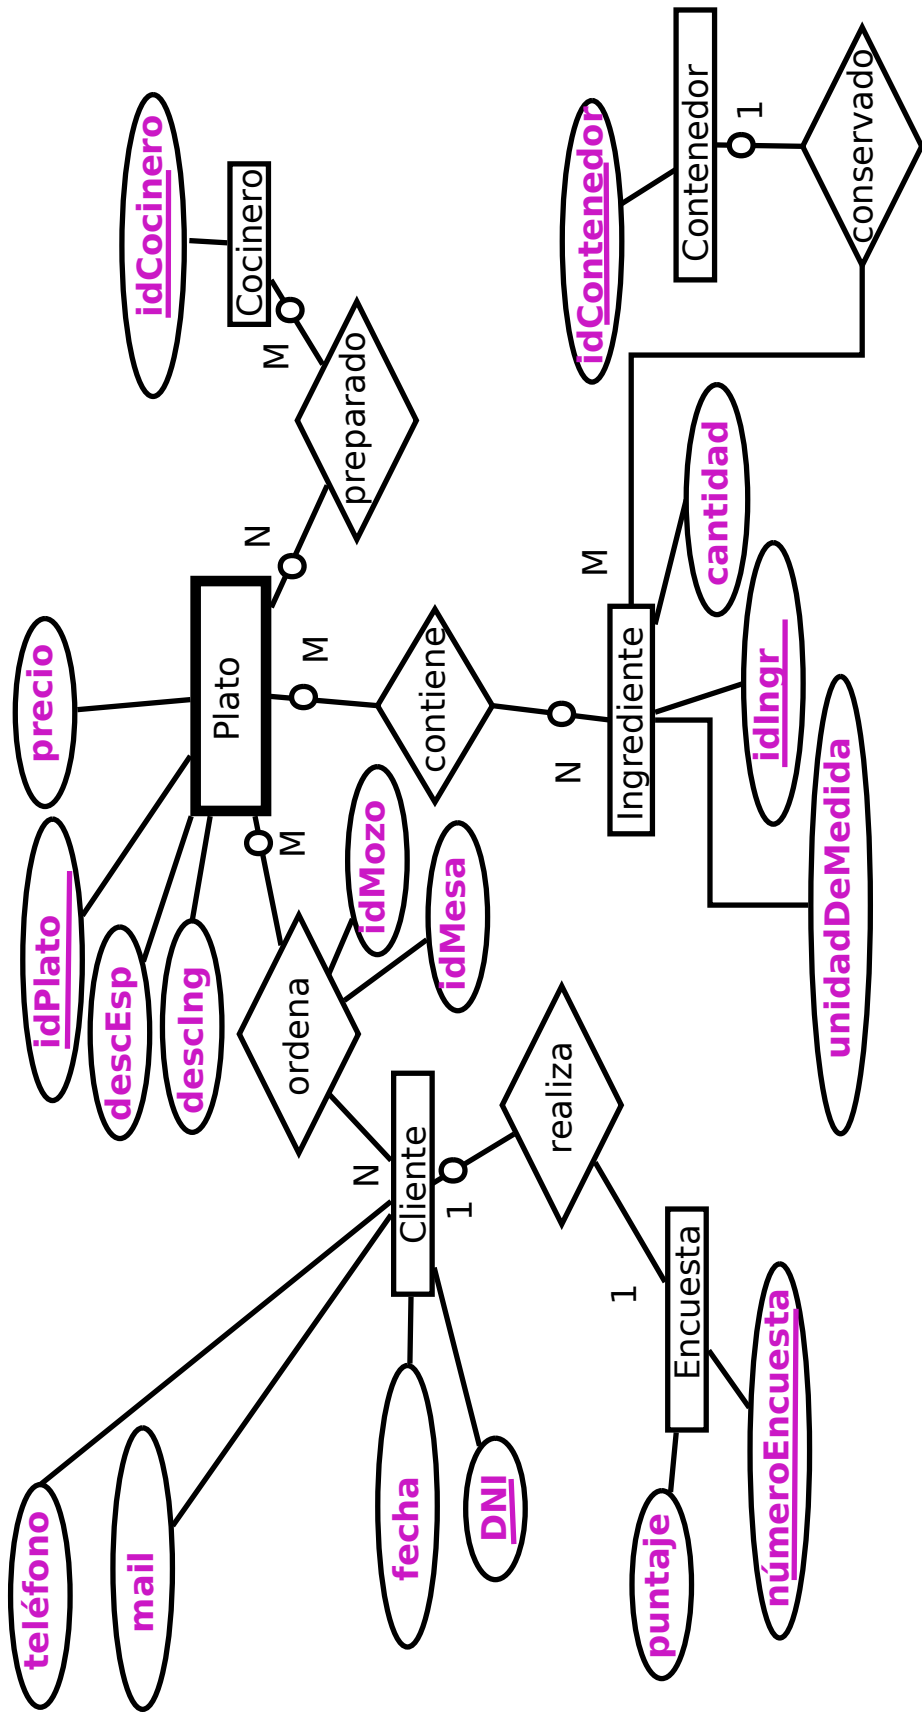 teléfono
mail
fecha
DNI
puntaje
númeroEncuesta
Encuesta
1
realiza
1
Cliente
N
ordena
idMozo
idMesa
M
idPlato
descEsp
descIng
precio
Plato
M
contiene
N
Ingrediente
unidadDeMedida
idIngr
cantidad
M
conservado
1
Contenedor
idContenedor
N
preparado
M
Cocinero
idCocinero